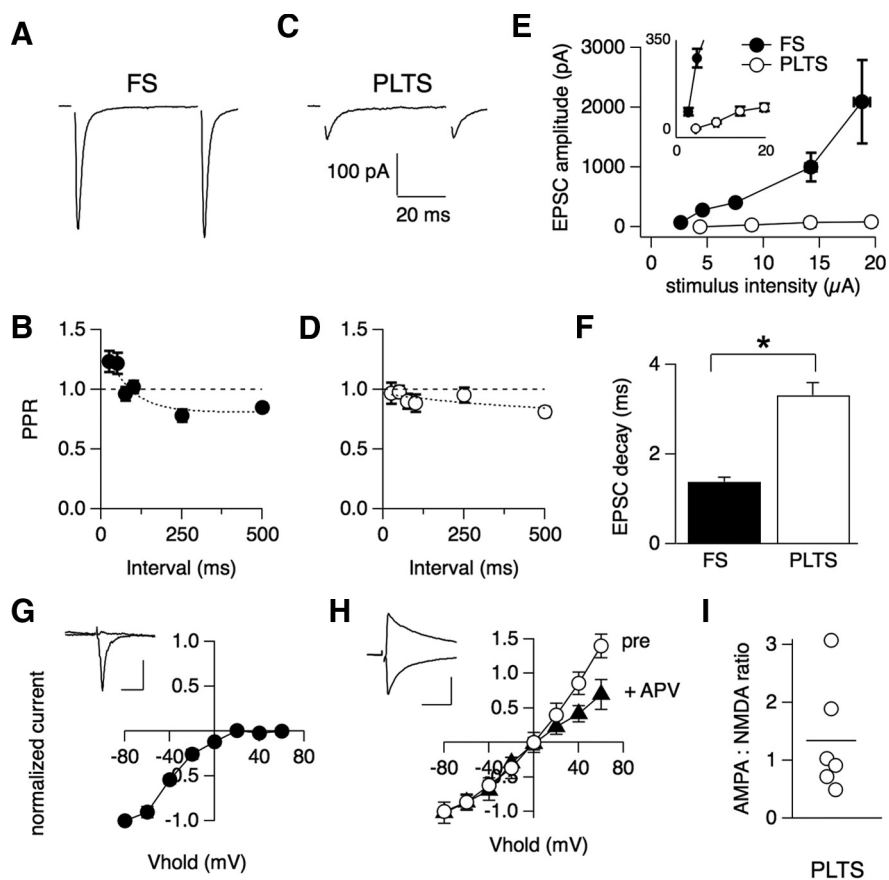 A
FS
C
PLTS
100 pA
20 ms
E
EPSC amplitude (pA)
3000
2000
1000
0
350
0
0
20
FS
PLTS
0
5
10
15
20
stimulus intensity (µA)
B
PPR
1.5
1.0
0.5
0.0
0
250
500
Interval (ms)
D
1.5
1.0
0.5
0.0
0
250
500
Interval (ms)
F
*
EPSC decay (ms)
4
2
0
FS
PLTS
G
normalized current
1.0
0.5
-80
-40
40
80
0.5
-1.0
Vhold (mV)
H
1.5
1.0
0.5
pre
+ APV
-80
-40
40
80
0.5
-1.0
Vhold (mV)
I
AMPA : NMDA ratio
3
2
1
0
PLTS